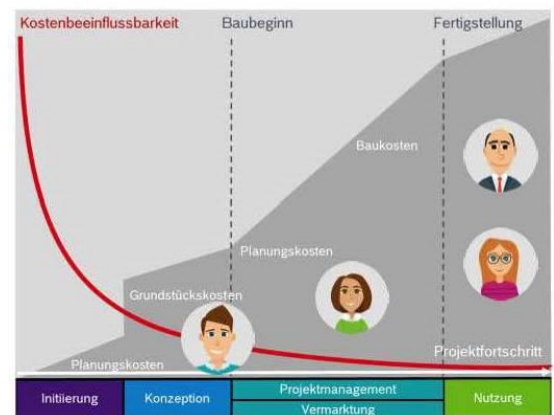 Kostenbeeinflussbarkeit
Baubeginn
Fertigstellung
Baukosten
Planungskosten
Grundstückskosten
Planungskosten
Projektfortschritt
Initiierung
Konzeption
Projektmanagement
Vermarktung
Nutzung